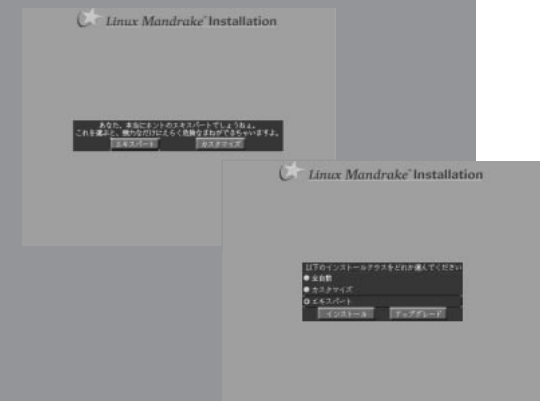 Linux Mandrake Installation
あなた、本当にホントのエキスパートでしょうねぇ。
これを選ぶと、強力なだけにえらく危険なまねができちゃいますよ。
エキスパート カスタマイズ
Linux Mandrake Installation
以下のインストールクラスをどれか選んでください
全自動
カスタマイズ
エキスパート
インストール アップグレード